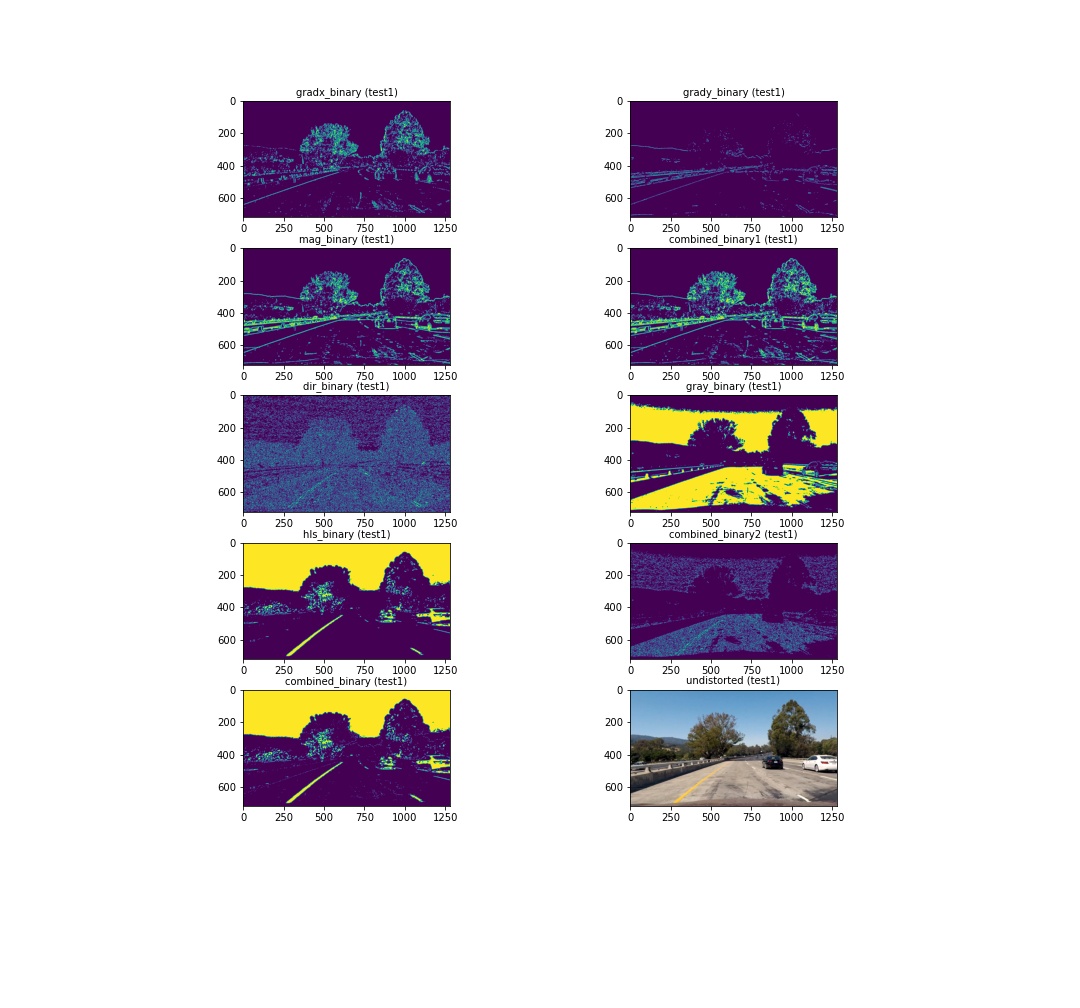 gradx_binary (test1)
0
200
400
600
0 250 500 750 1000 1250
grady_binary (test1)
0
200
400
600
0 250 500 750 1000 1250
mag_binary (test1)
0
200
400
600
0 250 500 750 1000 1250
combined_binary1 (test1)
0
200
400
600
0 250 500 750 1000 1250
dir_binary (test1)
0
200
400
600
0 250 500 750 1000 1250
gray_binary (test1)
0
200
400
600
0 250 500 750 1000 1250
hls_binary (test1)
0
200
400
600
0 250 500 750 1000 1250
combined_binary2 (test1)
0
200
400
600
0 250 500 750 1000 1250
combined_binary (test1)
0
200
400
600
0 250 500 750 1000 1250
undistorted (test1)
0
200
400
600
0 250 500 750 1000 1250